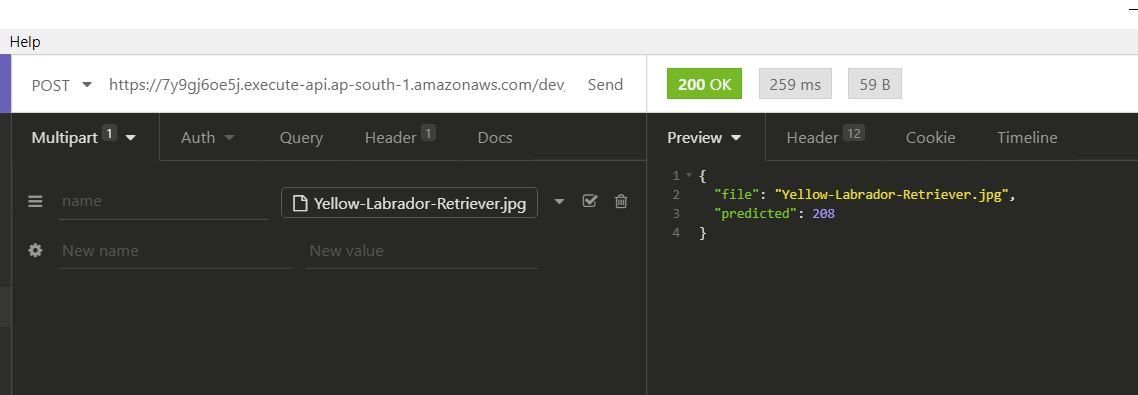 Help
POST https://7y9gj6oe5j.execute-api.ap-south-1.amazonaws.com/dev Send 200 OK 259 ms 59 B
Multipart 1 Auth Query Header 1 Docs
name Yellow-Labrador-Retriever.jpg
New name New value
Preview Header 12 Cookie Timeline
1 {
2 "file": "Yellow-Labrador-Retriever.jpg",
3 "predicted": 208
4 }